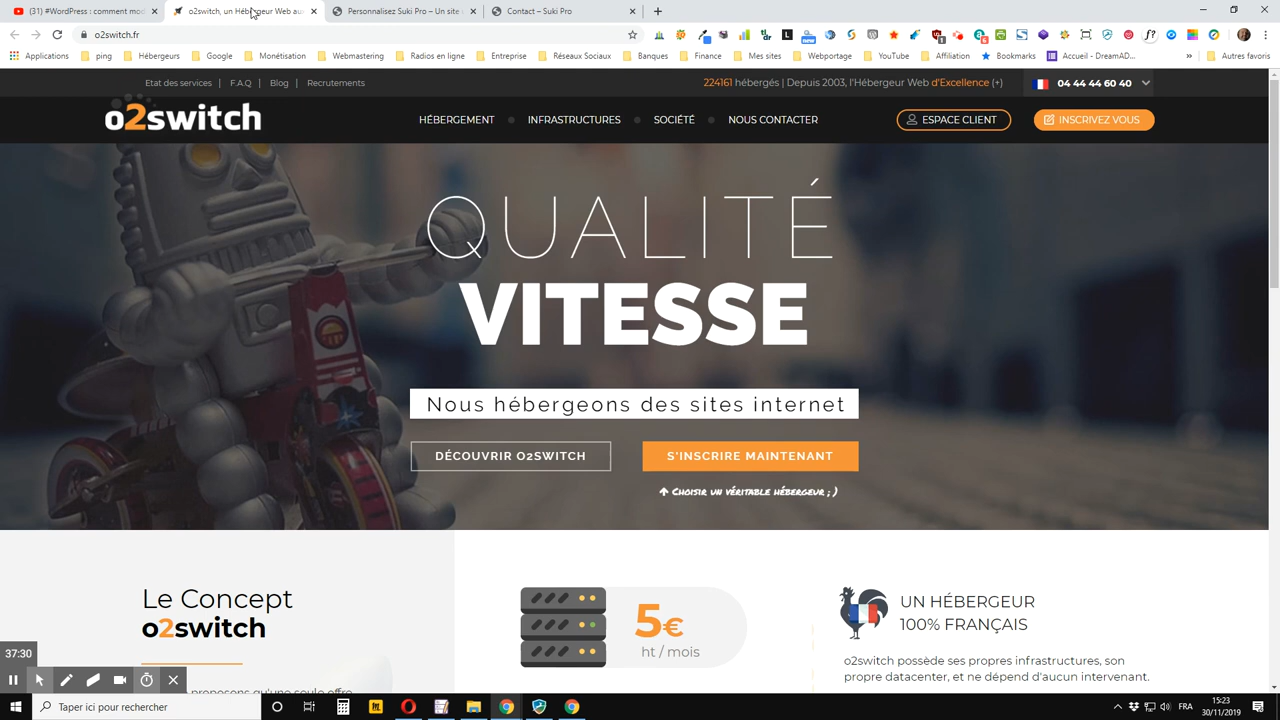 (31) #WordPress : comment mod
o2switch, un Hébergeur Web au
Personnalisez Suki Pro – Un site
Contact – Suki Pro
o2switch.fr
Applications
ping
Hébergeurs
Google
Monétisation
Webmastering
Radios en ligne
Entreprise
Réseaux Sociaux
Banques
Finance
Mes sites
Webportage
YouTube
Affiliation
Bookmarks
Accueil - DreamAD...
»
Autres favoris
Etat des services | F.A.Q | Blog | Recrutements
224161 hébergés | Depuis 2003, l'Hébergeur Web d'Excellence (+)
04 44 44 60 40
o2switch
HÉBERGEMENT
INFRASTRUCTURES
SOCIÉTÉ
NOUS CONTACTER
ESPACE CLIENT
INSCRIVEZ VOUS
QUALITÉ
VITESSE
Nous hébergeons des sites internet
DÉCOUVRIR O2SWITCH
S'INSCRIRE MAINTENANT
Choisir un véritable hébergeur ; )
Le Concept
o2switch
5€
ht / mois
UN HÉBERGEUR
100% FRANÇAIS
o2switch possède ses propres infrastructures, son
propre datacenter, et ne dépend d'aucun intervenant.
proposons qu'une seule offre
37:30
Taper ici pour rechercher
FRA
15:23
30/11/2019